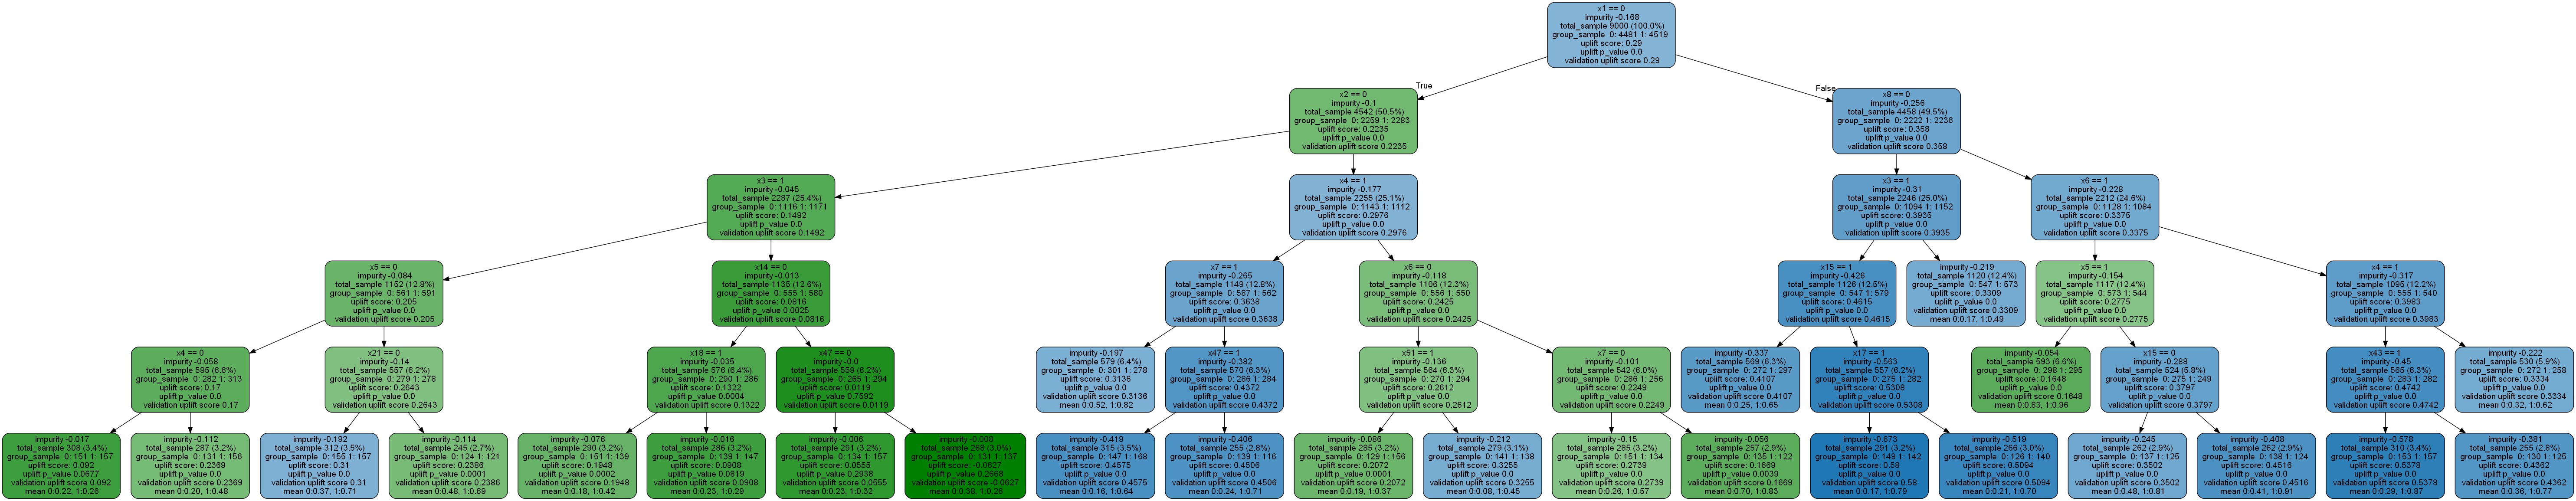 x1 == 0
impurity -0.168
total_sample 9000 (100.0%)
group_sample 0: 4481 1: 4519
uplift score: 0.29
uplift p_value 0.0
validation uplift score 0.29
True
False
x2 == 0
impurity -0.1
total_sample 4542 (50.5%)
group_sample 0: 2259 1: 2283
uplift score: 0.2235
uplift p_value 0.0
validation uplift score 0.2235
x8 == 0
impurity -0.256
total_sample 4458 (49.5%)
group_sample 0: 2222 1: 2236
uplift score: 0.358
uplift p_value 0.0
validation uplift score 0.358
x3 == 1
impurity -0.045
total_sample 2287 (25.4%)
group_sample 0: 1116 1: 1171
uplift score: 0.1492
uplift p_value 0.0
validation uplift score 0.1492
x4 == 1
impurity -0.177
total_sample 2255 (25.1%)
group_sample 0: 1143 1: 1112
uplift score: 0.2976
uplift p_value 0.0
validation uplift score 0.2976
x3 == 1
impurity -0.31
total_sample 2246 (25.0%)
group_sample 0: 1094 1: 1152
uplift score: 0.3935
uplift p_value 0.0
validation uplift score 0.3935
x6 == 1
impurity -0.228
total_sample 2212 (24.6%)
group_sample 0: 1128 1: 1084
uplift score: 0.3375
uplift p_value 0.0
validation uplift score 0.3375
x5 == 0
impurity -0.084
total_sample 1152 (12.8%)
group_sample 0: 561 1: 591
uplift score: 0.205
uplift p_value 0.0
validation uplift score 0.205
x14 == 0
impurity -0.013
total_sample 1135 (12.6%)
group_sample 0: 555 1: 580
uplift score: 0.0816
uplift p_value 0.0025
validation uplift score 0.0816
x7 == 1
impurity -0.265
total_sample 1149 (12.8%)
group_sample 0: 587 1: 562
uplift score: 0.3638
uplift p_value 0.0
validation uplift score 0.3638
x6 == 0
impurity -0.118
total_sample 1106 (12.3%)
group_sample 0: 556 1: 550
uplift score: 0.2425
uplift p_value 0.0
validation uplift score 0.2425
x15 == 1
impurity -0.426
total_sample 1126 (12.5%)
group_sample 0: 547 1: 579
uplift score: 0.4615
uplift p_value 0.0
validation uplift score 0.4615
impurity -0.219
total_sample 1120 (12.4%)
group_sample 0: 547 1: 573
uplift score: 0.3309
uplift p_value 0.0
validation uplift score 0.3309
mean 0:0.17, 1:0.49
x5 == 1
impurity -0.154
total_sample 1117 (12.4%)
group_sample 0: 573 1: 544
uplift score: 0.2775
uplift p_value 0.0
validation uplift score 0.2775
x4 == 1
impurity -0.317
total_sample 1095 (12.2%)
group_sample 0: 555 1: 540
uplift score: 0.3983
uplift p_value 0.0
validation uplift score 0.3983
x4 == 0
impurity -0.058
total_sample 595 (6.6%)
group_sample 0: 282 1: 313
uplift score: 0.17
uplift p_value 0.0
validation uplift score 0.17
x21 == 0
impurity -0.14
total_sample 557 (6.2%)
group_sample 0: 279 1: 278
uplift score: 0.2643
uplift p_value 0.0
validation uplift score 0.2643
x18 == 1
impurity -0.035
total_sample 576 (6.4%)
group_sample 0: 290 1: 286
uplift score: 0.1322
uplift p_value 0.0004
validation uplift score 0.1322
x47 == 0
impurity -0.0
total_sample 559 (6.2%)
group_sample 0: 265 1: 294
uplift score: 0.0119
uplift p_value 0.7592
validation uplift score 0.0119
impurity -0.197
total_sample 579 (6.4%)
group_sample 0: 301 1: 278
uplift score: 0.3136
uplift p_value 0.0
validation uplift score 0.3136
mean 0:0.52, 1:0.82
x47 == 1
impurity -0.382
total_sample 570 (6.3%)
group_sample 0: 286 1: 284
uplift score: 0.4372
uplift p_value 0.0
validation uplift score 0.4372
x51 == 1
impurity -0.136
total_sample 564 (6.3%)
group_sample 0: 270 1: 294
uplift score: 0.2612
uplift p_value 0.0
validation uplift score 0.2612
x7 == 0
impurity -0.101
total_sample 542 (6.0%)
group_sample 0: 286 1: 256
uplift score: 0.2249
uplift p_value 0.0
validation uplift score 0.2249
impurity -0.337
total_sample 569 (6.3%)
group_sample 0: 272 1: 297
uplift score: 0.4107
uplift p_value 0.0
validation uplift score 0.4107
mean 0:0.25, 1:0.65
x17 == 1
impurity -0.563
total_sample 557 (6.2%)
group_sample 0: 275 1: 282
uplift score: 0.5308
uplift p_value 0.0
validation uplift score 0.5308
impurity -0.054
total_sample 593 (6.6%)
group_sample 0: 298 1: 295
uplift score: 0.1648
uplift p_value 0.0
validation uplift score 0.1648
mean 0:0.83, 1:0.96
x15 == 0
impurity -0.288
total_sample 524 (5.8%)
group_sample 0: 275 1: 249
uplift score: 0.3797
uplift p_value 0.0
validation uplift score 0.3797
x43 == 1
impurity -0.45
total_sample 565 (6.3%)
group_sample 0: 283 1: 282
uplift score: 0.4742
uplift p_value 0.0
validation uplift score 0.4742
impurity -0.222
total_sample 530 (5.9%)
group_sample 0: 272 1: 258
uplift score: 0.3334
uplift p_value 0.0
validation uplift score 0.3334
mean 0:0.32, 1:0.62
impurity -0.017
total_sample 308 (3.4%)
group_sample 0: 151 1: 157
uplift score: 0.092
uplift p_value 0.0677
validation uplift score 0.092
mean 0:0.22, 1:0.26
impurity -0.112
total_sample 287 (3.2%)
group_sample 0: 131 1: 156
uplift score: 0.2369
uplift p_value 0.0
validation uplift score 0.2369
mean 0:0.20, 1:0.48
impurity -0.192
total_sample 312 (3.5%)
group_sample 0: 155 1: 157
uplift score: 0.31
uplift p_value 0.0
validation uplift score 0.31
mean 0:0.37, 1:0.71
impurity -0.114
total_sample 245 (2.7%)
group_sample 0: 124 1: 121
uplift score: 0.2386
uplift p_value 0.0001
validation uplift score 0.2386
mean 0:0.48, 1:0.69
impurity -0.076
total_sample 290 (3.2%)
group_sample 0: 151 1: 139
uplift score: 0.1948
uplift p_value 0.0002
validation uplift score 0.1948
mean 0:0.18, 1:0.42
impurity -0.016
total_sample 286 (3.2%)
group_sample 0: 139 1: 147
uplift score: 0.0908
uplift p_value 0.0819
validation uplift score 0.0908
mean 0:0.23, 1:0.29
impurity -0.006
total_sample 291 (3.2%)
group_sample 0: 134 1: 157
uplift score: 0.0555
uplift p_value 0.2938
validation uplift score 0.0555
mean 0:0.23, 1:0.32
impurity -0.008
total_sample 268 (3.0%)
group_sample 0: 131 1: 137
uplift score: -0.0627
uplift p_value 0.2668
validation uplift score -0.0627
mean 0:0.38, 1:0.26
impurity -0.419
total_sample 315 (3.5%)
group_sample 0: 147 1: 168
uplift score: 0.4575
uplift p_value 0.0
validation uplift score 0.4575
mean 0:0.16, 1:0.64
impurity -0.406
total_sample 255 (2.8%)
group_sample 0: 139 1: 116
uplift score: 0.4506
uplift p_value 0.0
validation uplift score 0.4506
mean 0:0.24, 1:0.71
impurity -0.086
total_sample 285 (3.2%)
group_sample 0: 129 1: 156
uplift score: 0.2072
uplift p_value 0.0001
validation uplift score 0.2072
mean 0:0.19, 1:0.37
impurity -0.212
total_sample 279 (3.1%)
group_sample 0: 141 1: 138
uplift score: 0.3255
uplift p_value 0.0
validation uplift score 0.3255
mean 0:0.08, 1:0.45
impurity -0.15
total_sample 285 (3.2%)
group_sample 0: 151 1: 134
uplift score: 0.2739
uplift p_value 0.0
validation uplift score 0.2739
mean 0:0.26, 1:0.57
impurity -0.056
total_sample 257 (2.9%)
group_sample 0: 135 1: 122
uplift score: 0.1669
uplift p_value 0.0039
validation uplift score 0.1669
mean 0:0.70, 1:0.83
impurity -0.673
total_sample 291 (3.2%)
group_sample 0: 149 1: 142
uplift score: 0.58
uplift p_value 0.0
validation uplift score 0.58
mean 0:0.17, 1:0.79
impurity -0.519
total_sample 266 (3.0%)
group_sample 0: 126 1: 140
uplift score: 0.5094
uplift p_value 0.0
validation uplift score 0.5094
mean 0:0.21, 1:0.70
impurity -0.245
total_sample 262 (2.9%)
group_sample 0: 137 1: 125
uplift score: 0.3502
uplift p_value 0.0
validation uplift score 0.3502
mean 0:0.48, 1:0.81
impurity -0.408
total_sample 262 (2.9%)
group_sample 0: 138 1: 124
uplift score: 0.4516
uplift p_value 0.0
validation uplift score 0.4516
mean 0:0.41, 1:0.91
impurity -0.578
total_sample 310 (3.4%)
group_sample 0: 153 1: 157
uplift score: 0.5378
uplift p_value 0.0
validation uplift score 0.5378
mean 0:0.29, 1:0.87
impurity -0.381
total_sample 255 (2.8%)
group_sample 0: 130 1: 125
uplift score: 0.4362
uplift p_value 0.0
validation uplift score 0.4362
mean 0:0.36, 1:0.77